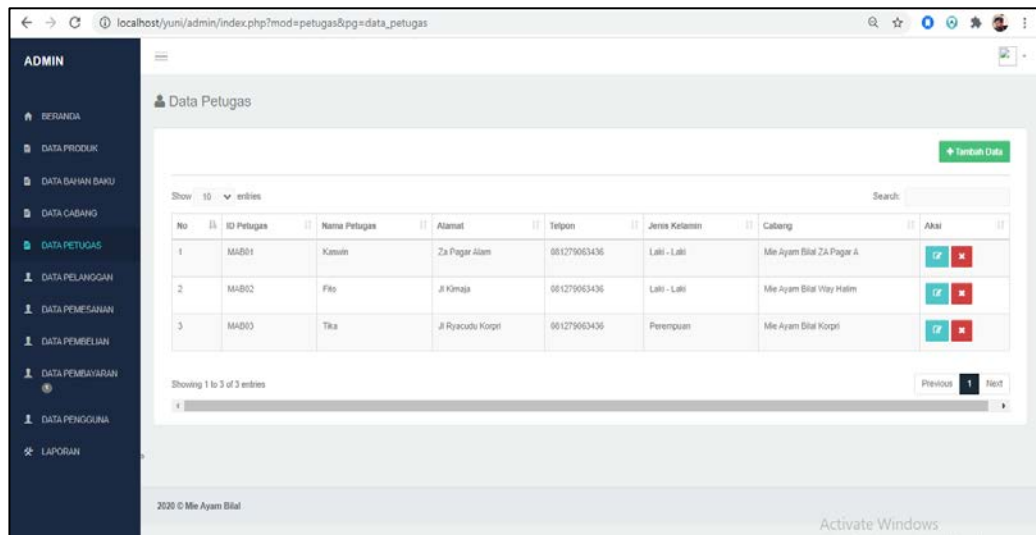 localhost/yuni/admin/index.php?mod=petugas&pg=data_petugas
ADMIN
BERANDA
DATA PRODUK
DATA BAHAN BAKU
DATA CABANG
DATA PETUGAS
DATA PELANGGAN
DATA PEMESANAN
DATA PEMBELIAN
DATA PEMBAYARAN
DATA PENGGUNA
LAPORAN
Data Petugas
+ Tambah Data
Show 10 entries
Search:
No ID Petugas Nama Petugas Alamat Telpon Jenis Kelamin Cabang Aksi
1 MAB01 Kaswin Za Pagar Alam 081279063436 Laki - Laki Mie Ayam Bilal ZA Pagar A
2 MAB02 Fito Jl Kimaja 081279063436 Laki - Laki Mie Ayam Bilal Way Halim
3 MAB03 Tika Jl Ryacudu Korpri 081279063436 Perempuan Mie Ayam Bilal Korpri
Showing 1 to 3 of 3 entries
Previous 1 Next
2020 © Mie Ayam Bilal
Activate Windows